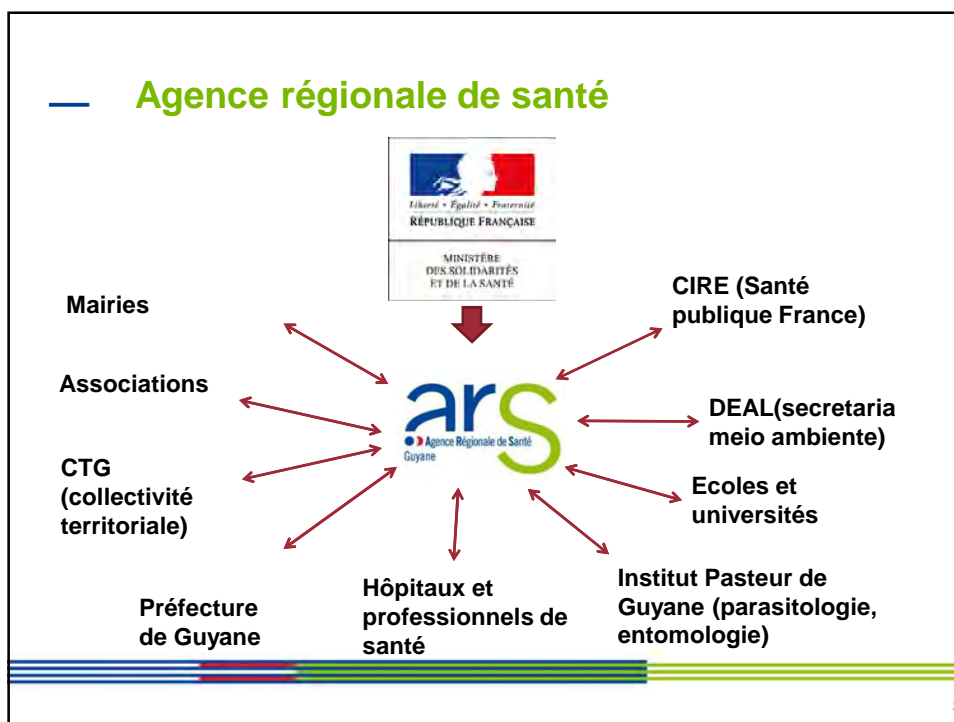 Agence régionale de santé
Liberté • Égalité • Fraternité
RÉPUBLIQUE FRANÇAISE
MINISTÈRE
DES SOLIDARITÉS
ET DE LA SANTÉ
Mairies
CIRE (Santé
publique France)
Associations
ars
Agence Régionale de Santé
Guyane
DEAL(secretaria
meio ambiente)
CTG
(collectivité
territoriale)
Ecoles et
universités
Préfecture
de Guyane
Hôpitaux et
professionnels de
santé
Institut Pasteur de
Guyane (parasitologie,
entomologie)